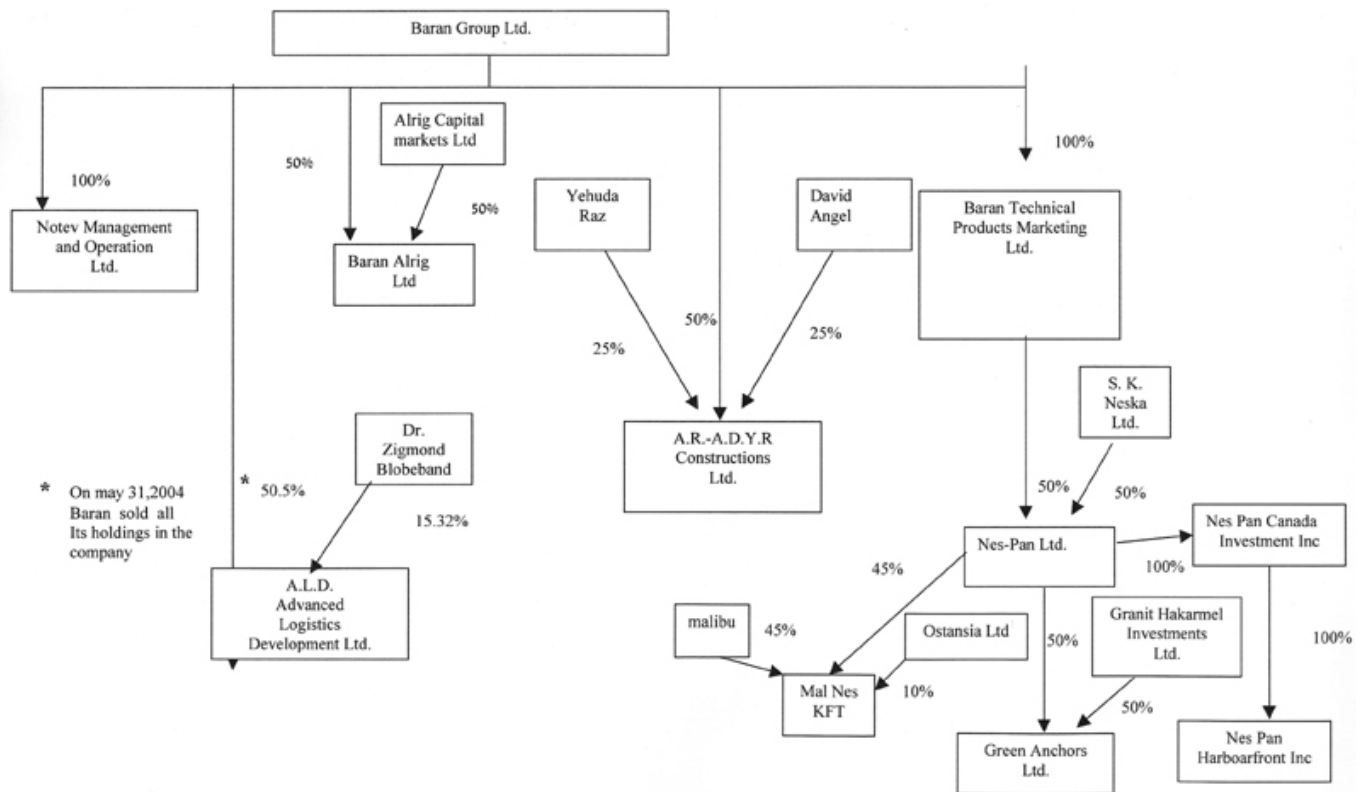 Baran Group Ltd.
Alrig Capital
markets Ltd
100%
50%
50%
100%
Yehuda
Raz
David
Angel
Notev Management
and Operation
Ltd.
Baran Alrig
Ltd
Baran Technical
Products Marketing
Ltd.
25%
50%
25%
S. K.
Neska
Ltd.
Dr.
Zigmond
Blobeband
A.R.-A.D.Y.R
Constructions
Ltd.
* On may 31,2004
Baran sold all
Its holdings in the
company
* 50.5%
15.32%
50%
50%
Nes-Pan Ltd.
Nes Pan Canada
Investment Inc
100%
A.L.D.
Advanced
Logistics
Development Ltd.
45%
malibu
45%
Ostansia Ltd
50%
Granit Hakarmel
Investments
Ltd.
100%
Mal Nes
KFT
10%
50%
Green Anchors
Ltd.
Nes Pan
Harboarfront Inc